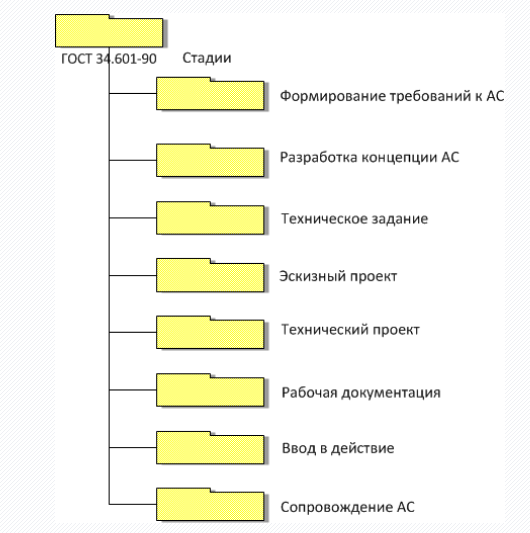 ГОСТ 34.601-90
Стадии
Формирование требований к АС
Разработка концепции АС
Техническое задание
Эскизный проект
Технический проект
Рабочая документация
Ввод в действие
Сопровождение АС